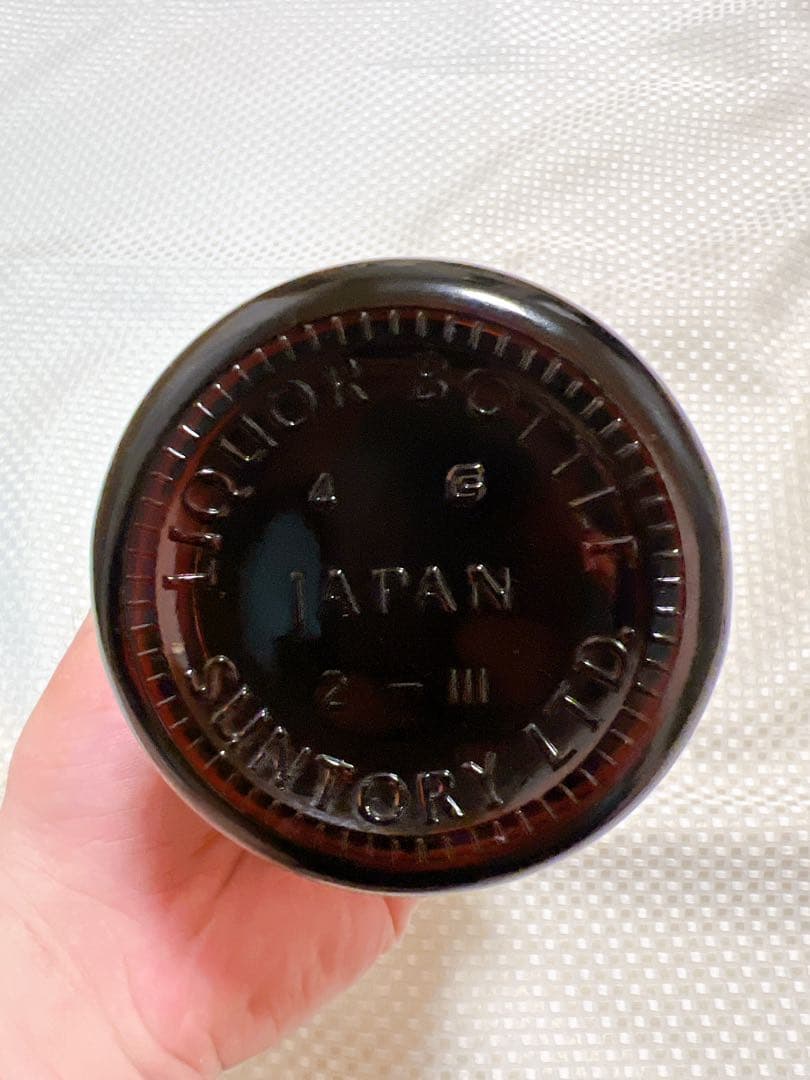 LIQUOR BOTTLE
4
JAPAN
2 – III
SUNTORY LTD.